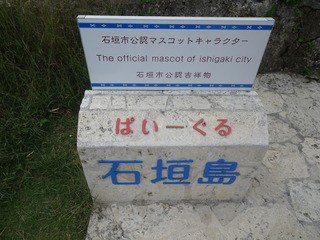 石垣市公認マスコットキャラクター
The official mascot of ishigaki city
石垣市公認吉祥物
ぱいーぐる
石垣島